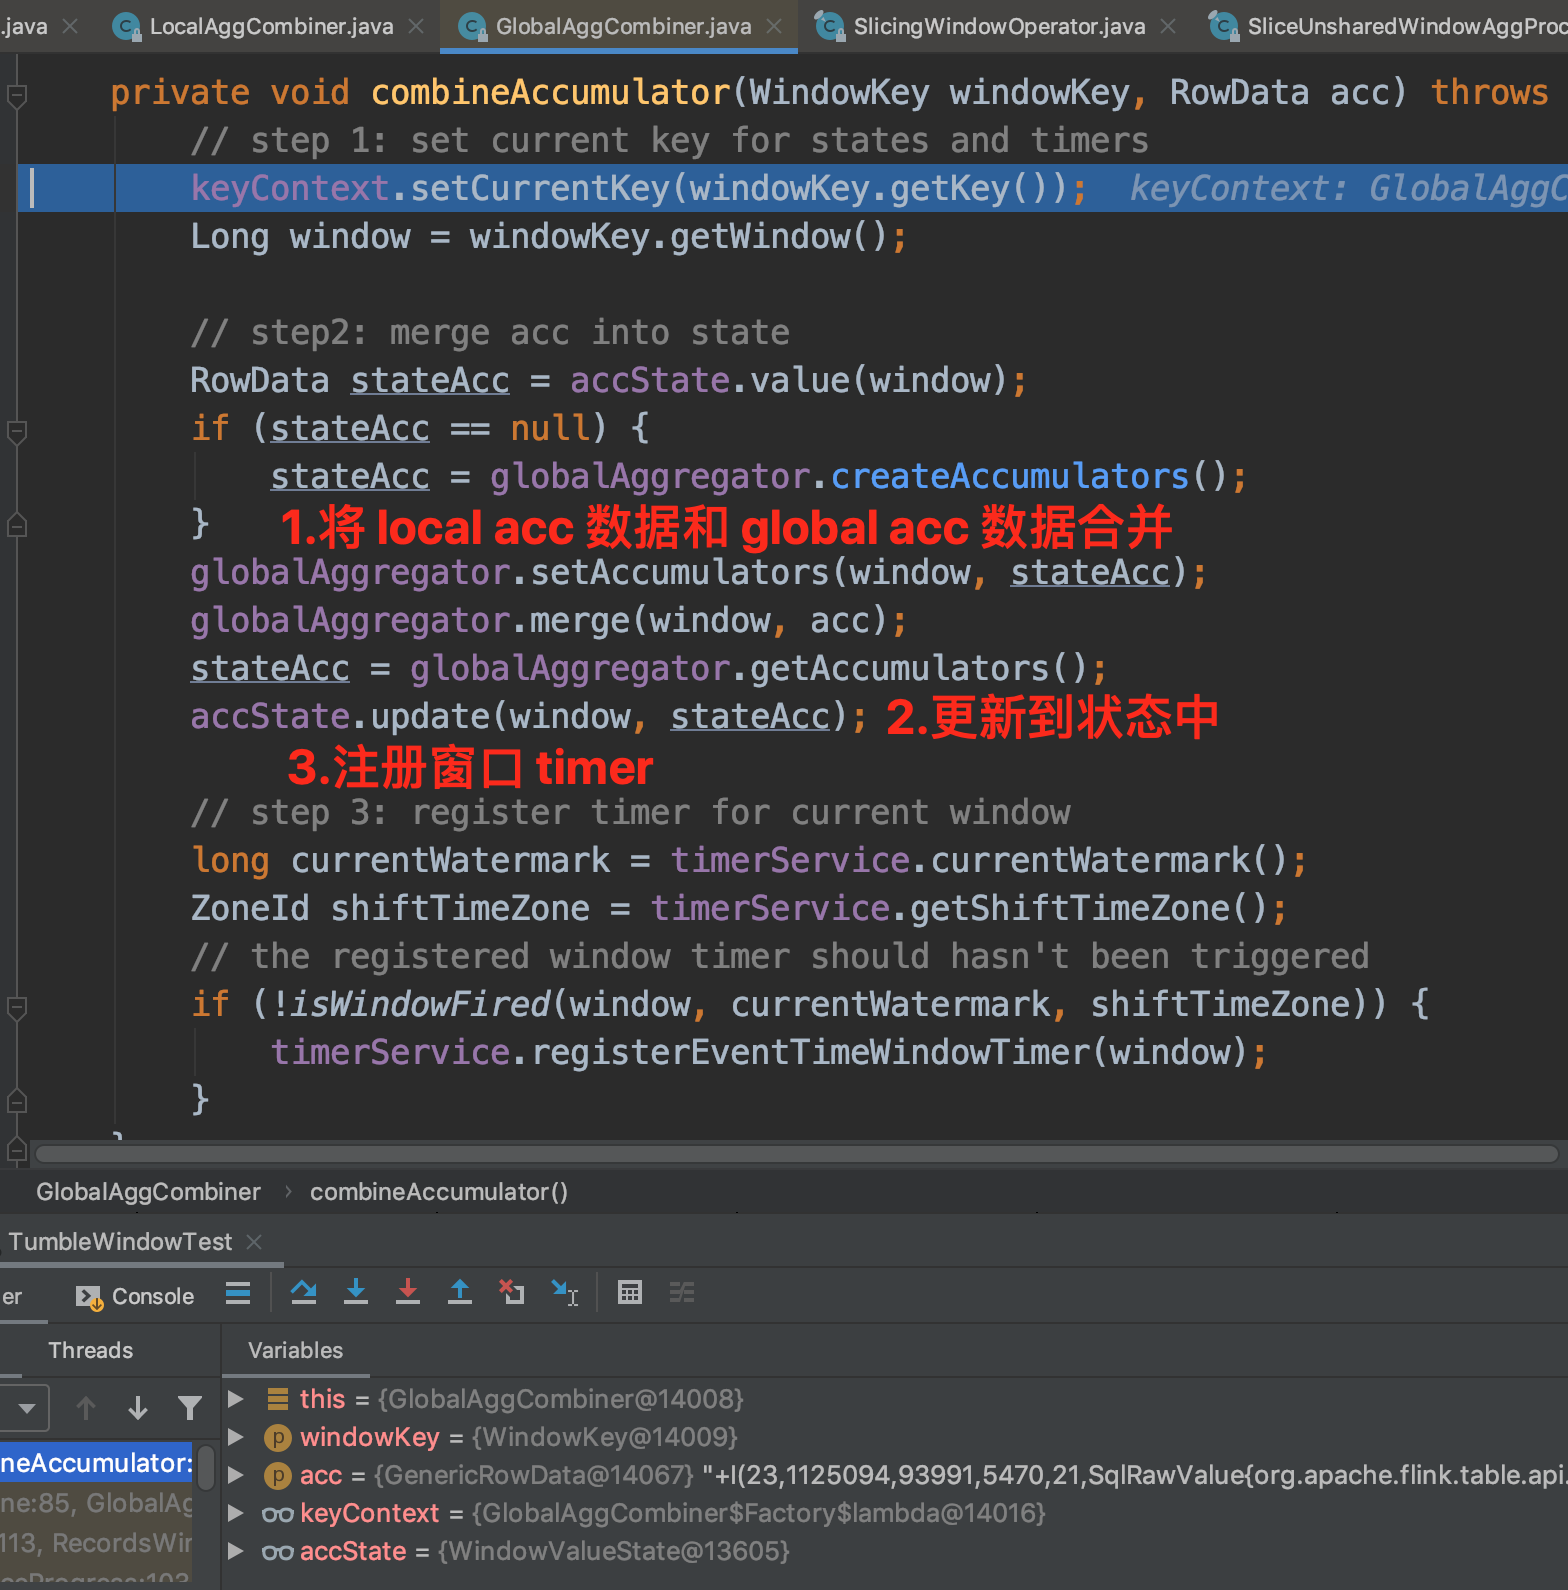 .java LocalAggCombiner.java GlobalAggCombiner.java SlicingWindowOperator.java SliceUnsharedWindowAggProc
private void combineAccumulator(WindowKey windowKey, RowData acc) throws
// step 1: set current key for states and timers
keyContext.setCurrentKey(windowKey.getKey()); keyContext: GlobalAggC
Long window = windowKey.getWindow();
// step2: merge acc into state
RowData stateAcc = accState.value(window);
if (stateAcc == null) {
stateAcc = globalAggregator.createAccumulators();
} 1.将 local acc 数据和 global acc 数据合并
globalAggregator.setAccumulators(window, stateAcc);
globalAggregator.merge(window, acc);
stateAcc = globalAggregator.getAccumulators();
accState.update(window, stateAcc); 2.更新到状态中
3.注册窗口 timer
// step 3: register timer for current window
long currentWatermark = timerService.currentWatermark();
ZoneId shiftTimeZone = timerService.getShiftTimeZone();
// the registered window timer should hasn't been triggered
if (!isWindowFired(window, currentWatermark, shiftTimeZone)) {
timerService.registerEventTimeWindowTimer(window);
}
GlobalAggCombiner › combineAccumulator()
TumbleWindowTest
er Console
Threads Variables
this = {GlobalAggCombiner@14008}
windowKey = {WindowKey@14009}
neAccumulator: acc = {GenericRowData@14067} "+I(23,1125094,93991,5470,21,SqlRawValue{org.apache.flink.table.api.
ne:85, GlobalAg keyContext = {GlobalAggCombiner$Factory$lambda@14016}
113, RecordsWin accState = {WindowValueState@13605}